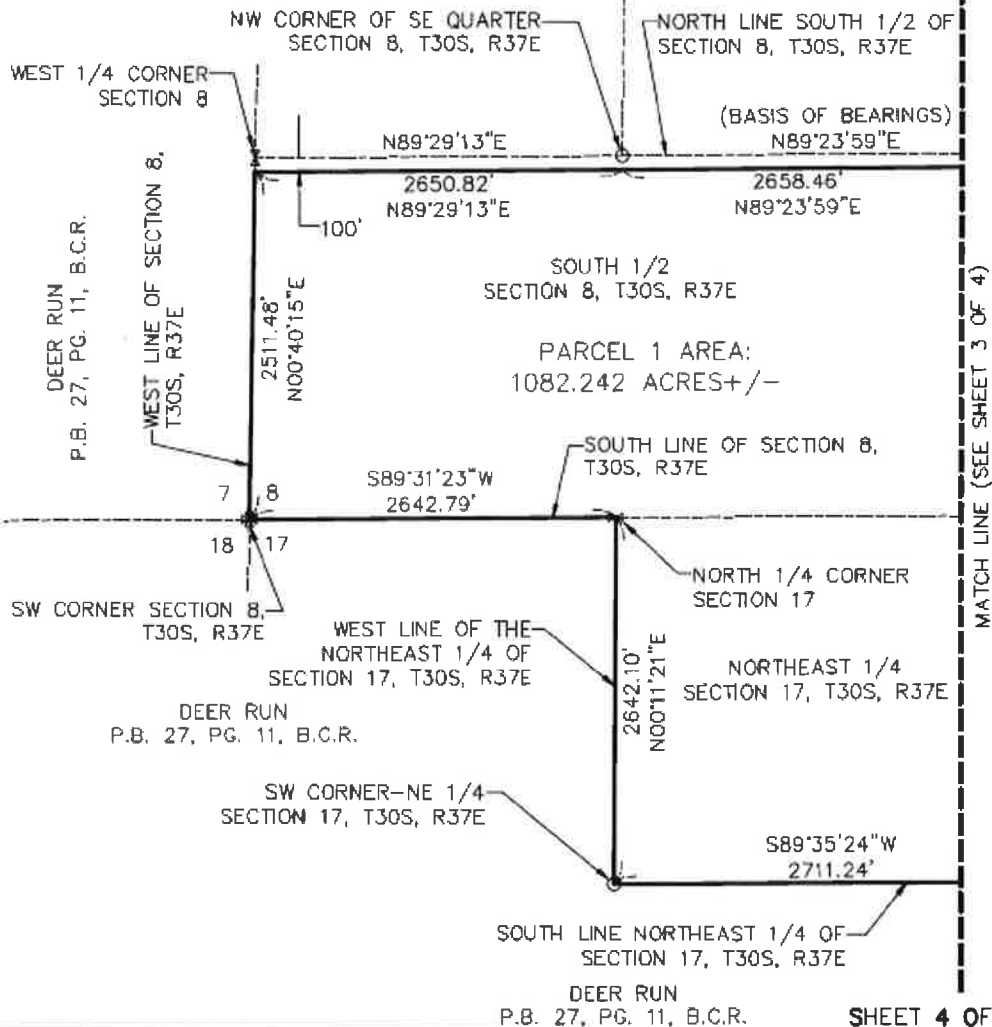 NW CORNER OF SE QUARTER
SECTION 8, T30S, R37E
NORTH LINE SOUTH 1/2 OF
SECTION 8, T30S, R37E
WEST 1/4 CORNER
SECTION 8
(BASIS OF BEARINGS)
N89°29'13"E
N89°23'59"E
2650.82'
N89°29'13"E
2658.46'
N89°23'59"E
100'
DEER RUN
P.B. 27, PG. 11, B.C.R.
WEST LINE OF SECTION 8,
T30S, R37E
2511.48'
N00°40'15"E
SOUTH 1/2
SECTION 8, T30S, R37E
PARCEL 1 AREA:
1082.242 ACRES+/-
MATCH LINE (SEE SHEET 3 OF 4)
SOUTH LINE OF SECTION 8,
T30S, R37E
S89°31'23"W
2642.79'
7 8
18 17
SW CORNER SECTION 8,
T30S, R37E
NORTH 1/4 CORNER
SECTION 17
WEST LINE OF THE
NORTHEAST 1/4 OF
SECTION 17, T30S, R37E
2642.10'
N00°11'21"E
NORTHEAST 1/4
SECTION 17, T30S, R37E
DEER RUN
P.B. 27, PG. 11, B.C.R.
SW CORNER-NE 1/4
SECTION 17, T30S, R37E
S89°35'24"W
2711.24'
SOUTH LINE NORTHEAST 1/4 OF
SECTION 17, T30S, R37E
DEER RUN
P.B. 27, PG. 11, B.C.R.
SHEET 4 OF